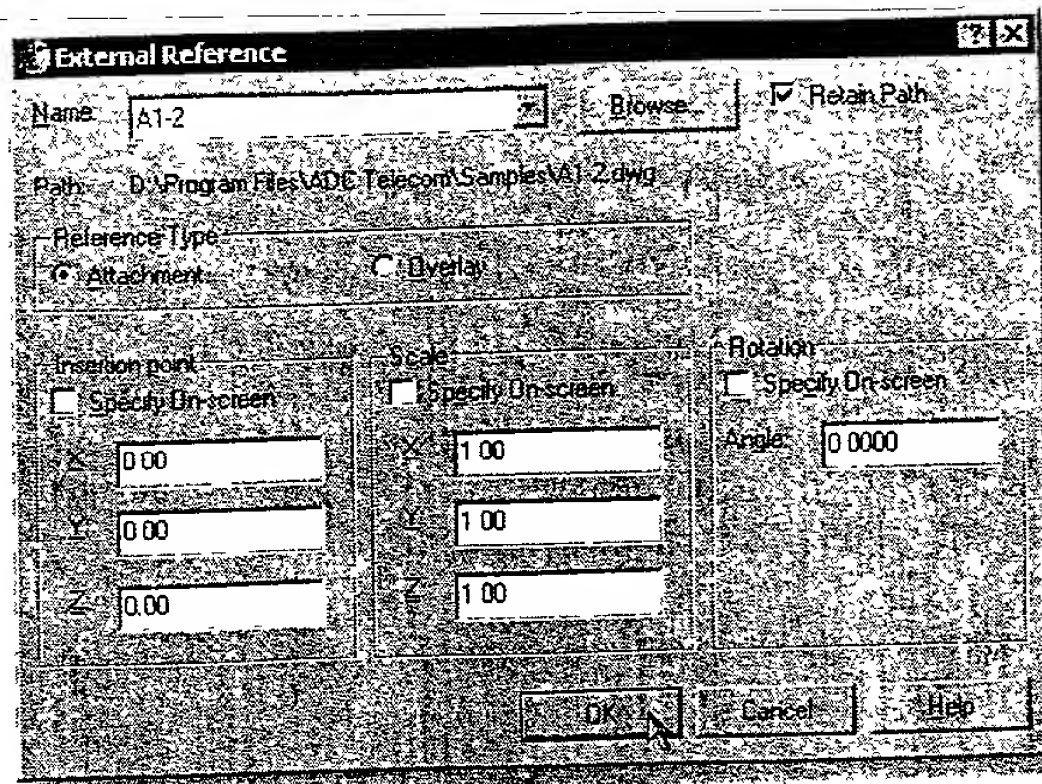 External Reference
Name: A1-2 Browse... Retain Path
Path: D:\Program Files\ADC Telecom\Samples\A1-2.dwg
Reference Type
Attachment Overlay
Insertion point Scale Rotation
Specify On-screen Specify On-screen Specify On-screen
X: 0.00 X: 1.00 Angle: 0.0000
Y: 0.00 Y: 1.00
Z: 0.00 Z: 1.00
OK Cancel Help